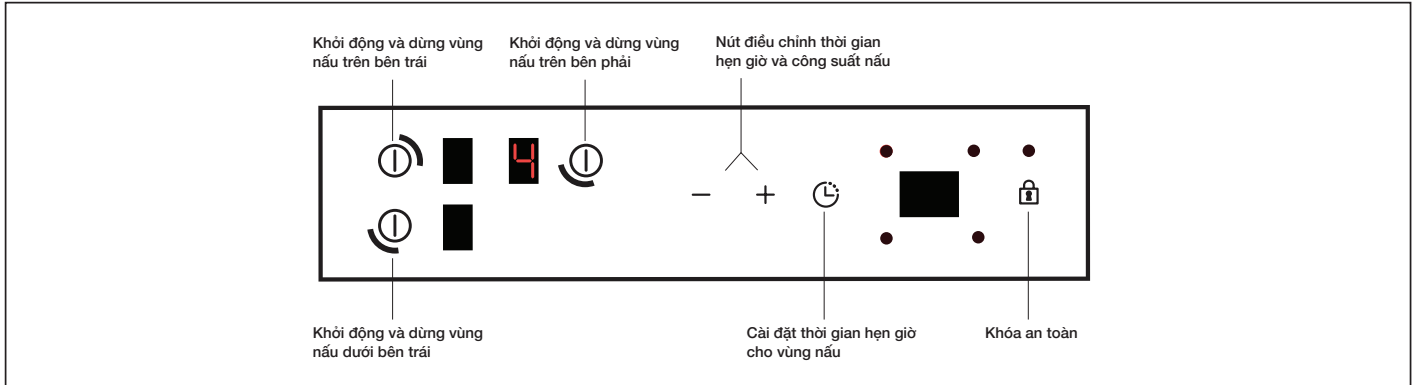 Khởi động và dừng vùng
nấu trên bên trái
Khởi động và dừng vùng
nấu trên bên phải
Nút điều chỉnh thời gian
hẹn giờ và công suất nấu
4
− +
Khởi động và dừng vùng
nấu dưới bên trái
Cài đặt thời gian hẹn giờ
cho vùng nấu
Khóa an toàn